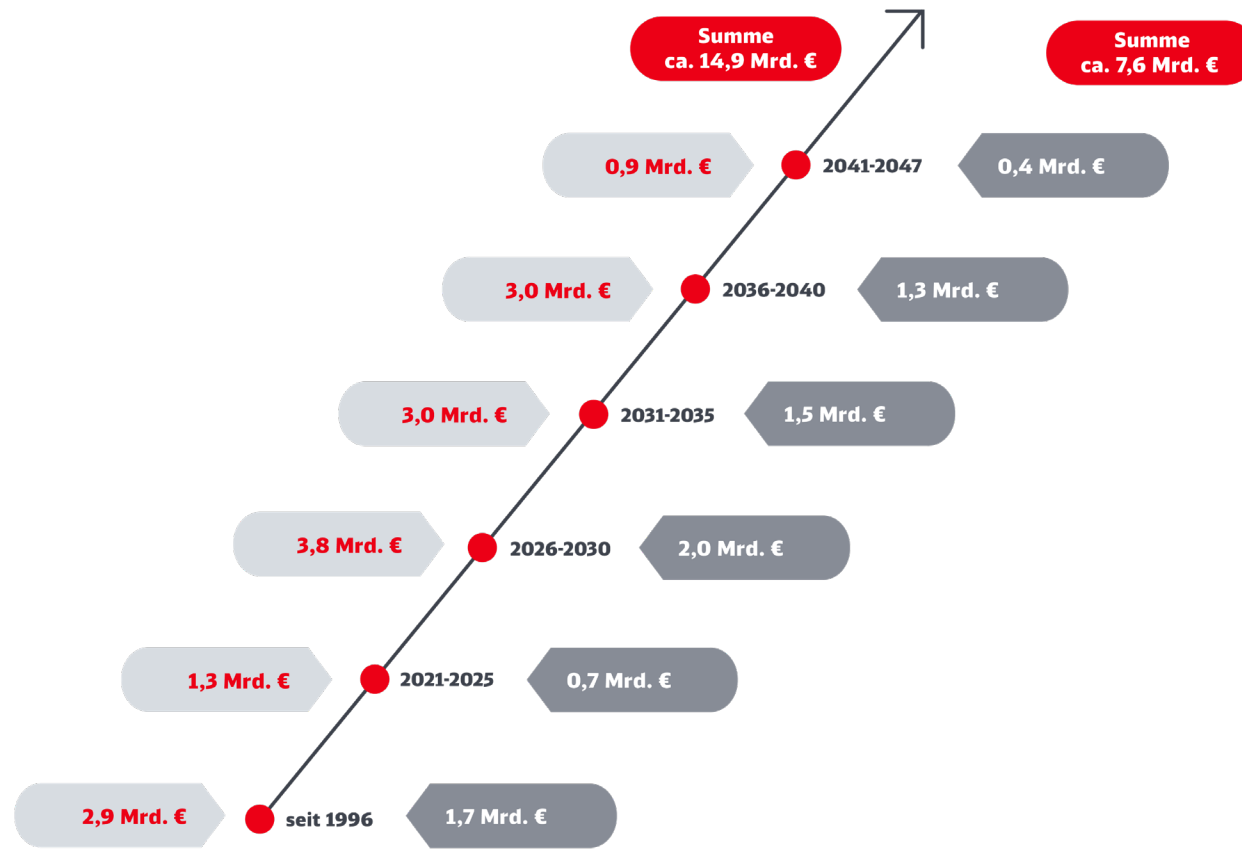 Summe
ca. 14,9 Mrd. €
Summe
ca. 7,6 Mrd. €
0,9 Mrd. €
2041-2047
0,4 Mrd. €
3,0 Mrd. €
2036-2040
1,3 Mrd. €
3,0 Mrd. €
2031-2035
1,5 Mrd. €
3,8 Mrd. €
2026-2030
2,0 Mrd. €
1,3 Mrd. €
2021-2025
0,7 Mrd. €
2,9 Mrd. €
seit 1996
1,7 Mrd. €